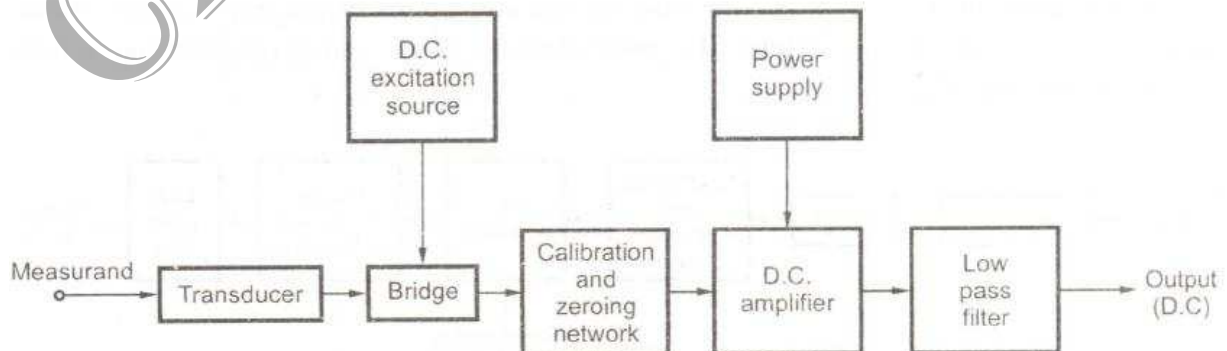 D.C.
excitation
source
Power
supply
Measurand
Transducer
Bridge
Calibration
and
zeroing
network
D.C.
amplifier
Low
pass
filter
Output
(D.C)